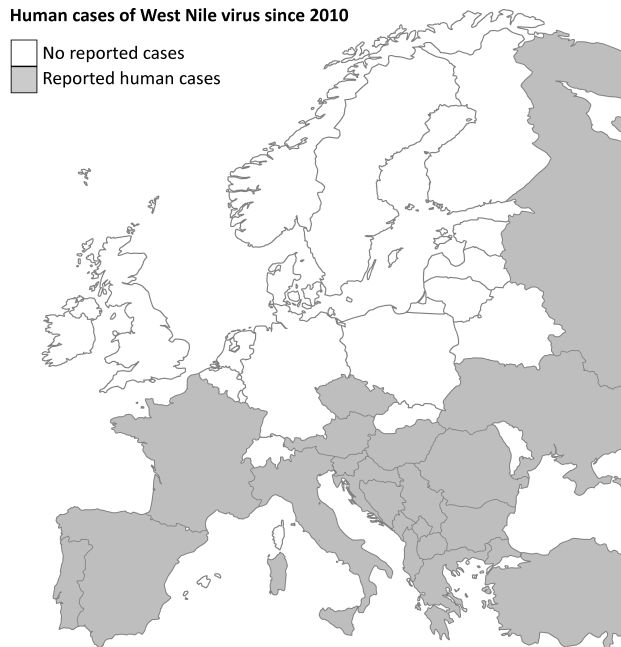 Human cases of West Nile virus since 2010
No reported cases
Reported human cases